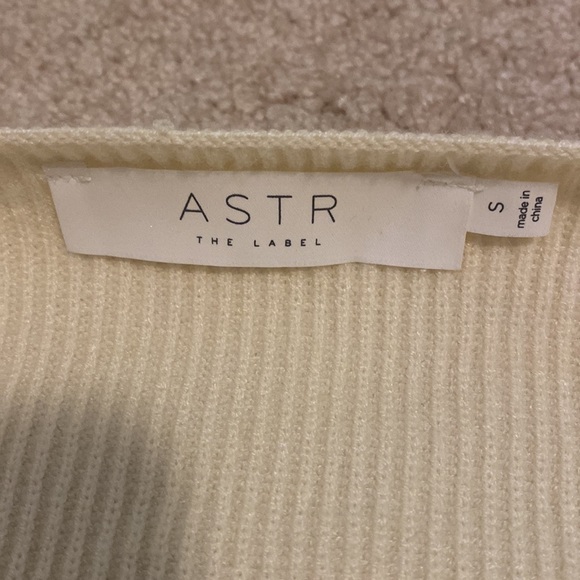 ASTR
THE LABEL
S
made in
china